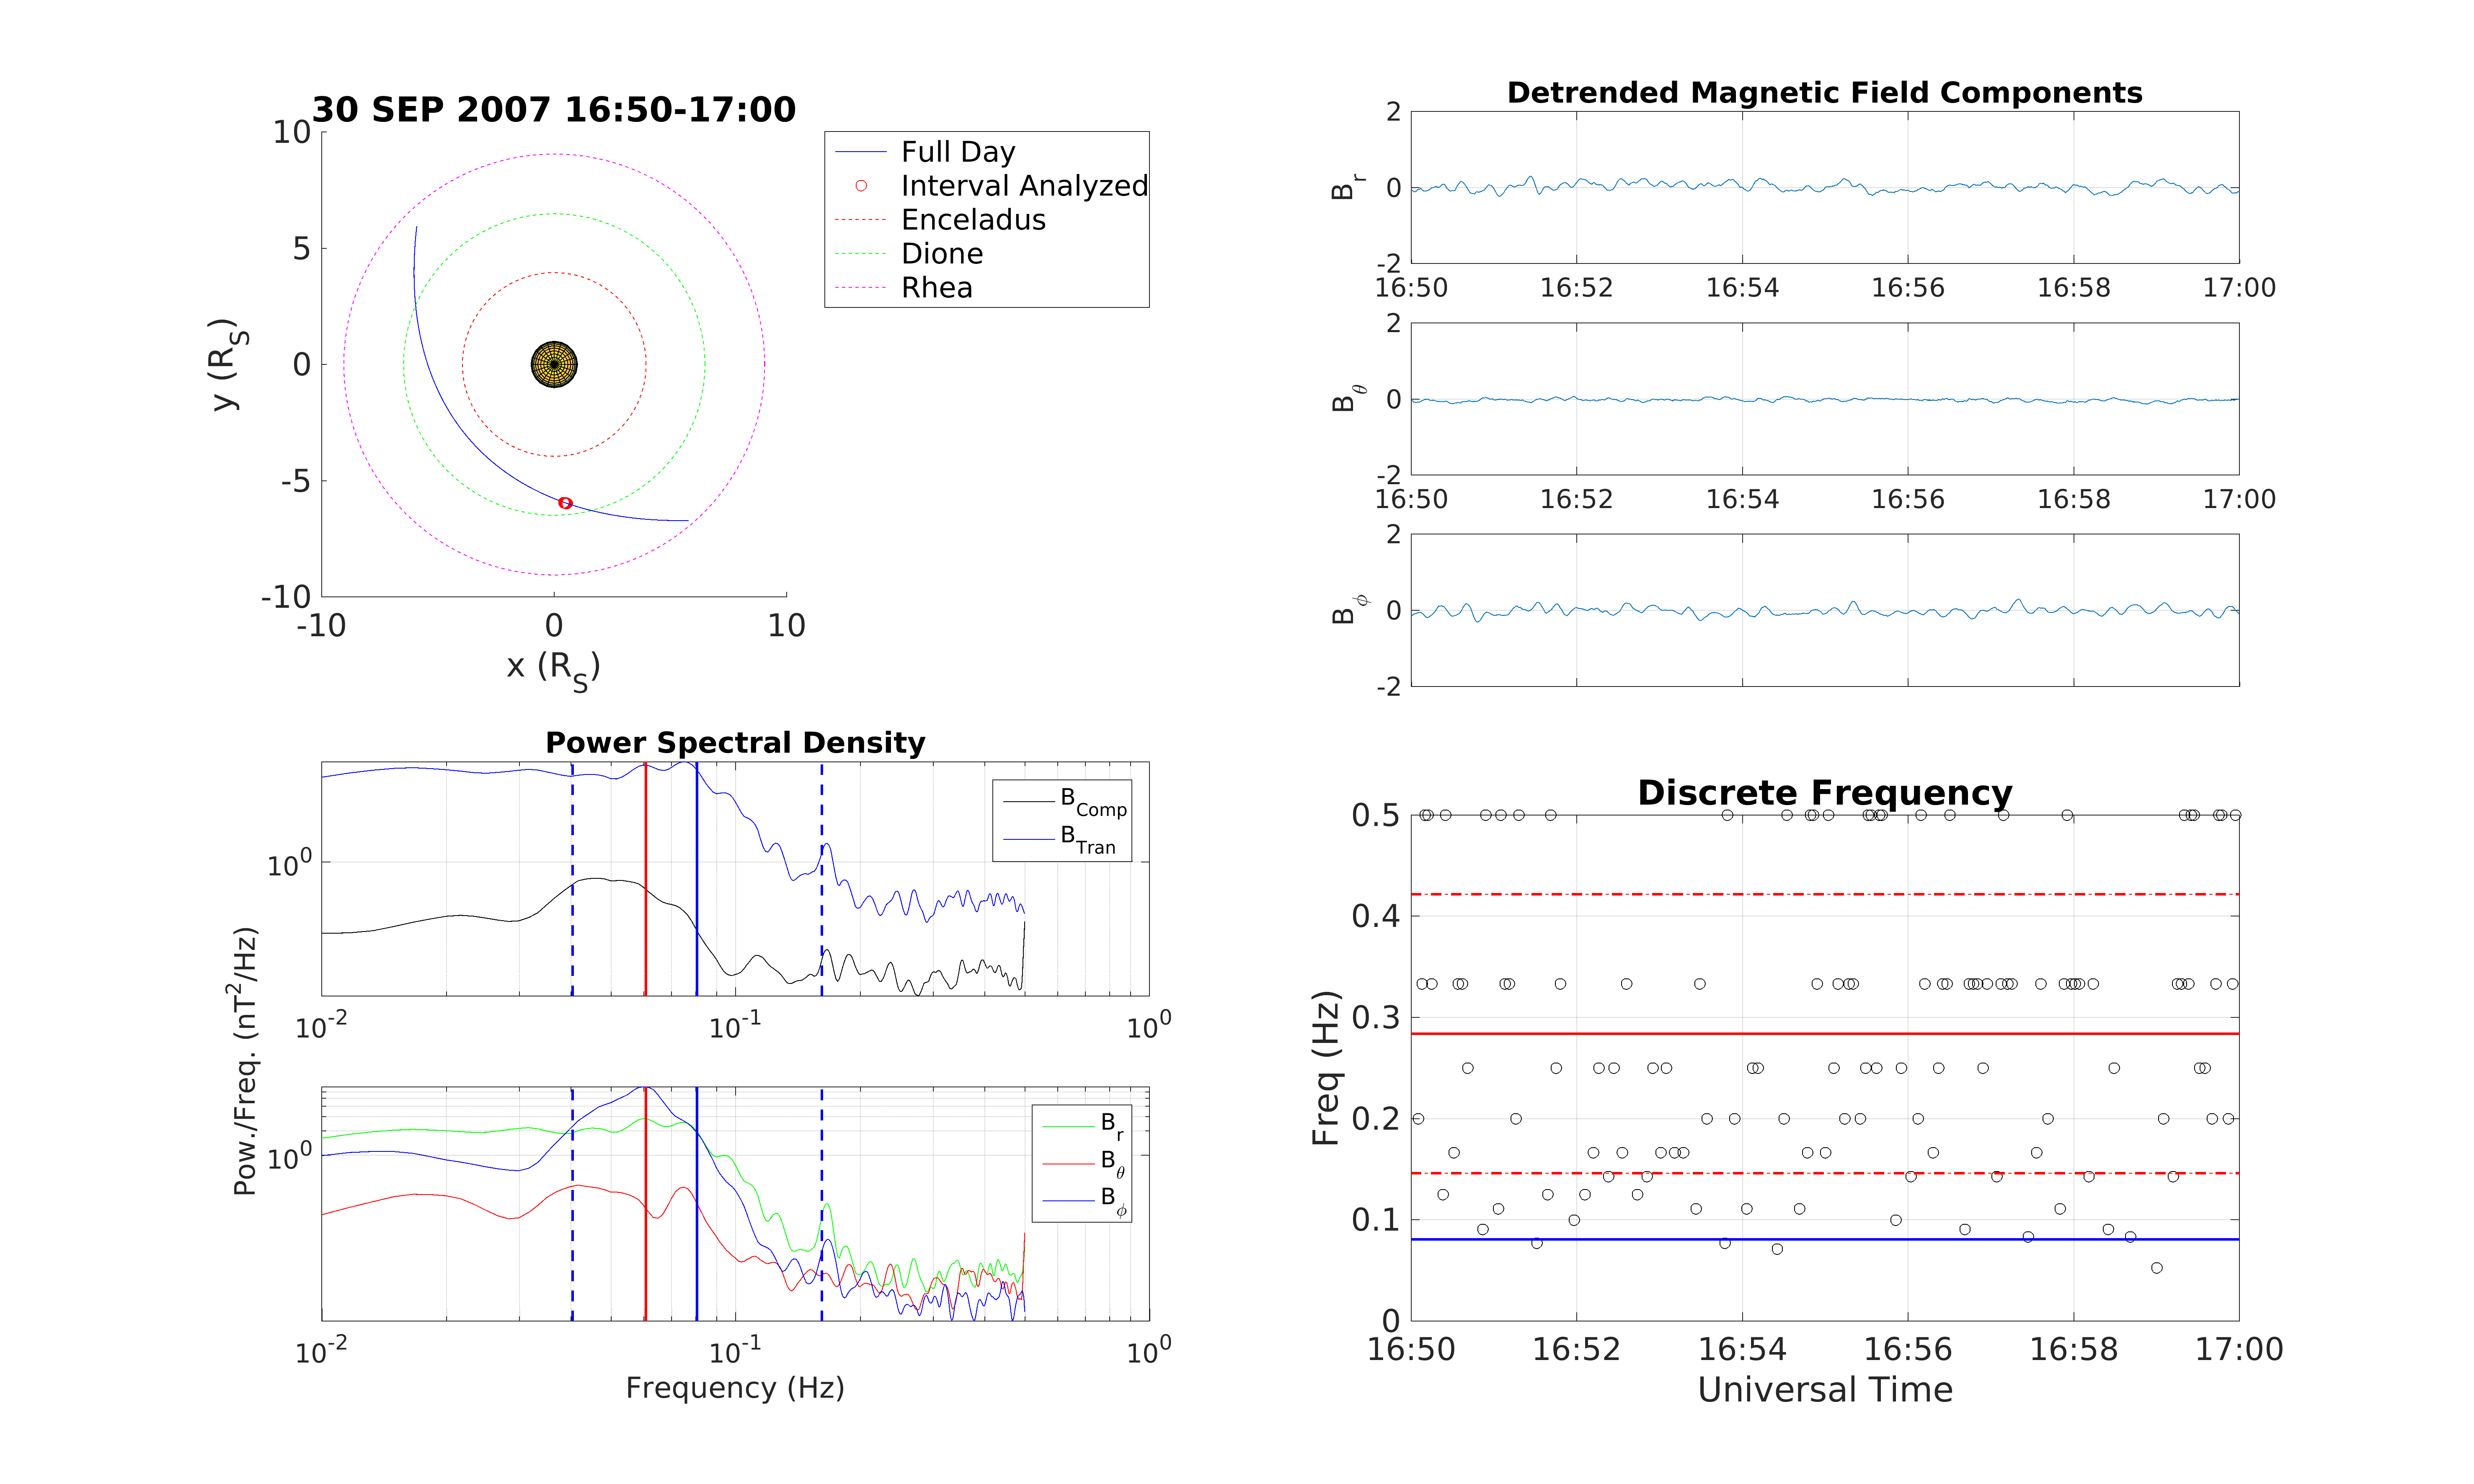 30 SEP 2007 16:50-17:00
10
5
0
-5
-10
-10 0 10
y (R_S)
x (R_S)
Full Day
Interval Analyzed
Enceladus
Dione
Rhea
Detrended Magnetic Field Components
2
0
-2
B_r
16:50 16:52 16:54 16:56 16:58 17:00
2
0
-2
B_θ
16:50 16:52 16:54 16:56 16:58 17:00
2
0
-2
B_ϕ
Power Spectral Density
10^0
B_Comp
B_Tran
10^-2 10^-1 10^0
Pow./Freq. (nT^2/Hz)
10^0
B_r
B_θ
B_ϕ
10^-2 10^-1 10^0
Frequency (Hz)
Discrete Frequency
0.5
0.4
0.3
0.2
0.1
0
Freq (Hz)
16:50 16:52 16:54 16:56 16:58 17:00
Universal Time